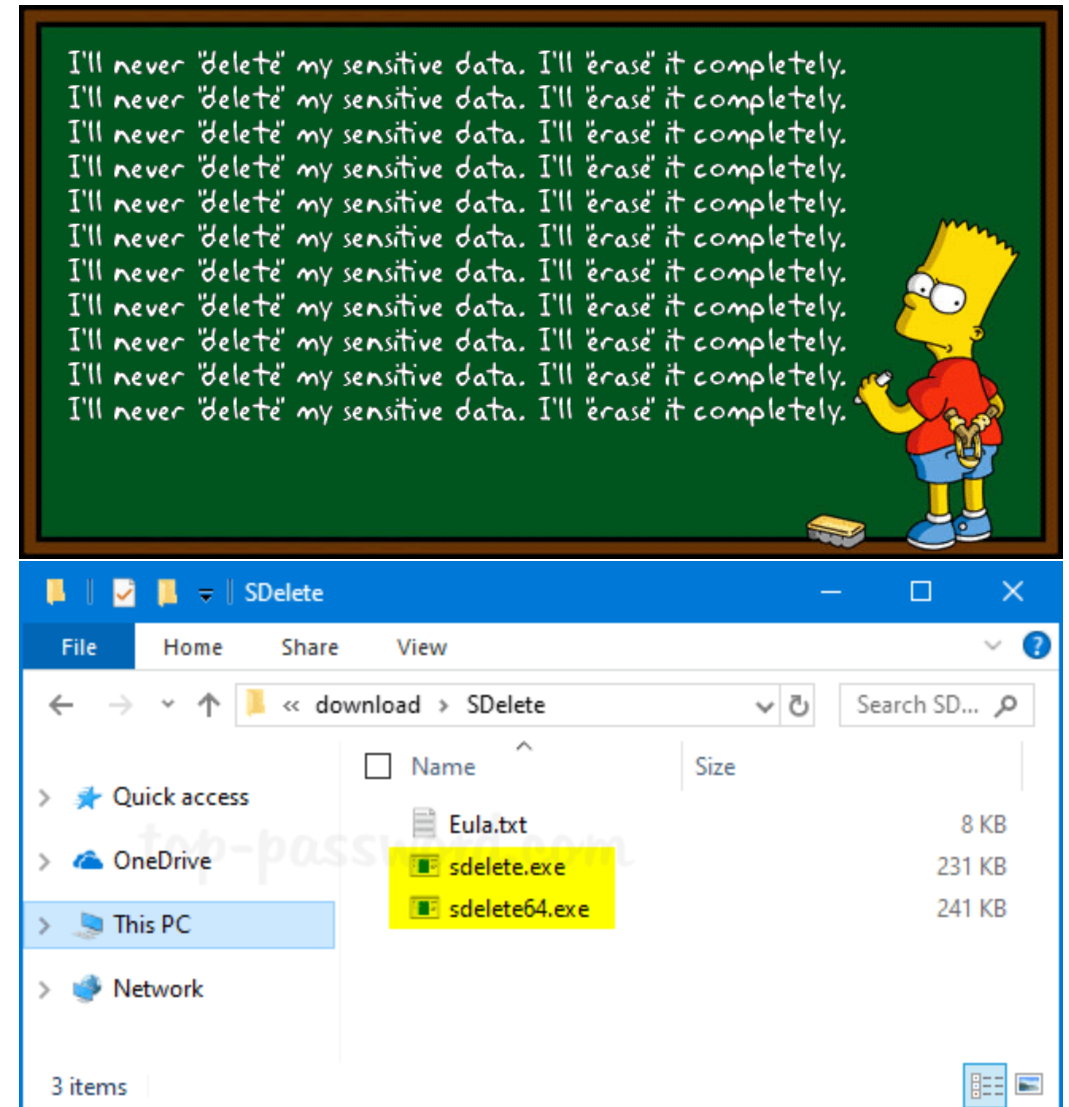 I'll never "delete" my sensitive data. I'll "erase" it completely.
I'll never "delete" my sensitive data. I'll "erase" it completely.
I'll never "delete" my sensitive data. I'll "erase" it completely.
I'll never "delete" my sensitive data. I'll "erase" it completely.
I'll never "delete" my sensitive data. I'll "erase" it completely.
I'll never "delete" my sensitive data. I'll "erase" it completely.
I'll never "delete" my sensitive data. I'll "erase" it completely.
I'll never "delete" my sensitive data. I'll "erase" it completely.
I'll never "delete" my sensitive data. I'll "erase" it completely.
I'll never "delete" my sensitive data. I'll "erase" it completely.
I'll never "delete" my sensitive data. I'll "erase" it completely.
SDelete
File Home Share View
« download > SDelete Search SD...
Name Size
Quick access
Eula.txt 8 KB
top-password.com
OneDrive
sdelete.exe 231 KB
sdelete64.exe 241 KB
This PC
Network
3 items